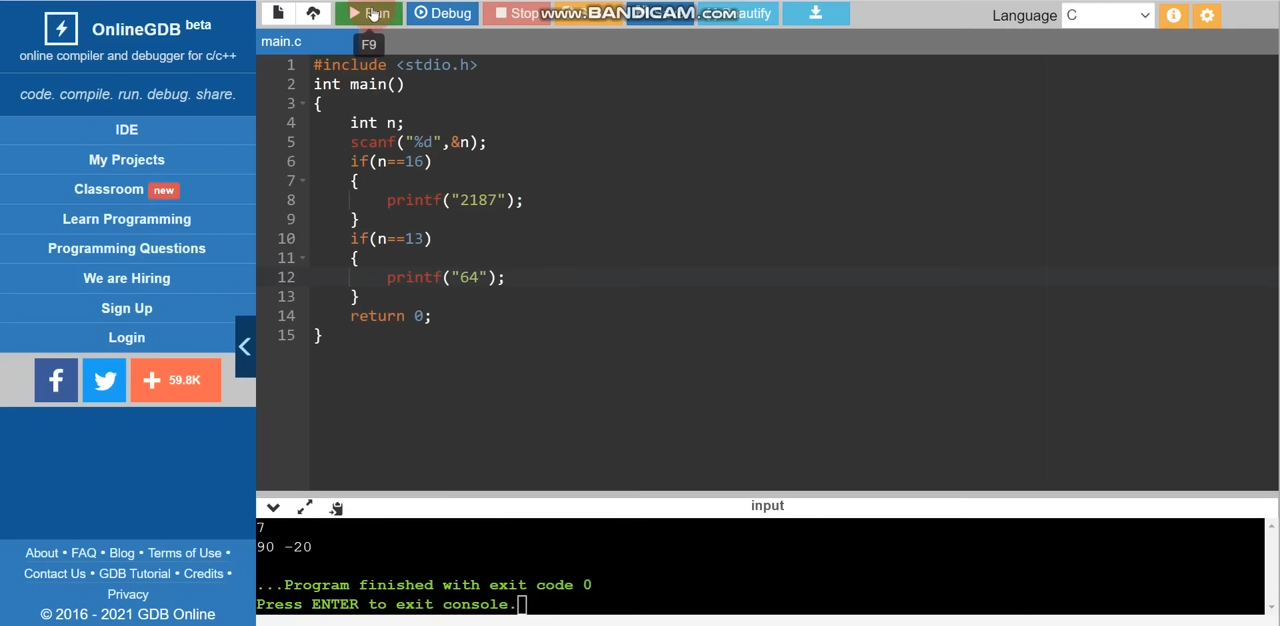 OnlineGDB beta
online compiler and debugger for c/c++
code. compile. run. debug. share.
IDE
My Projects
Classroom new
Learn Programming
Programming Questions
We are Hiring
Sign Up
Login
59.8K
About • FAQ • Blog • Terms of Use •
Contact Us • GDB Tutorial • Credits •
Privacy
© 2016 - 2021 GDB Online
Run Debug Stop www.BANDICAM.com autify Language C
F9
main.c
1 #include <stdio.h>
2 int main()
3 {
4 int n;
5 scanf("%d",&n);
6 if(n==16)
7 {
8 printf("2187");
9 }
10 if(n==13)
11 {
12 printf("64");
13 }
14 return 0;
15 }
input
7
90 -20
...Program finished with exit code 0
Press ENTER to exit console.